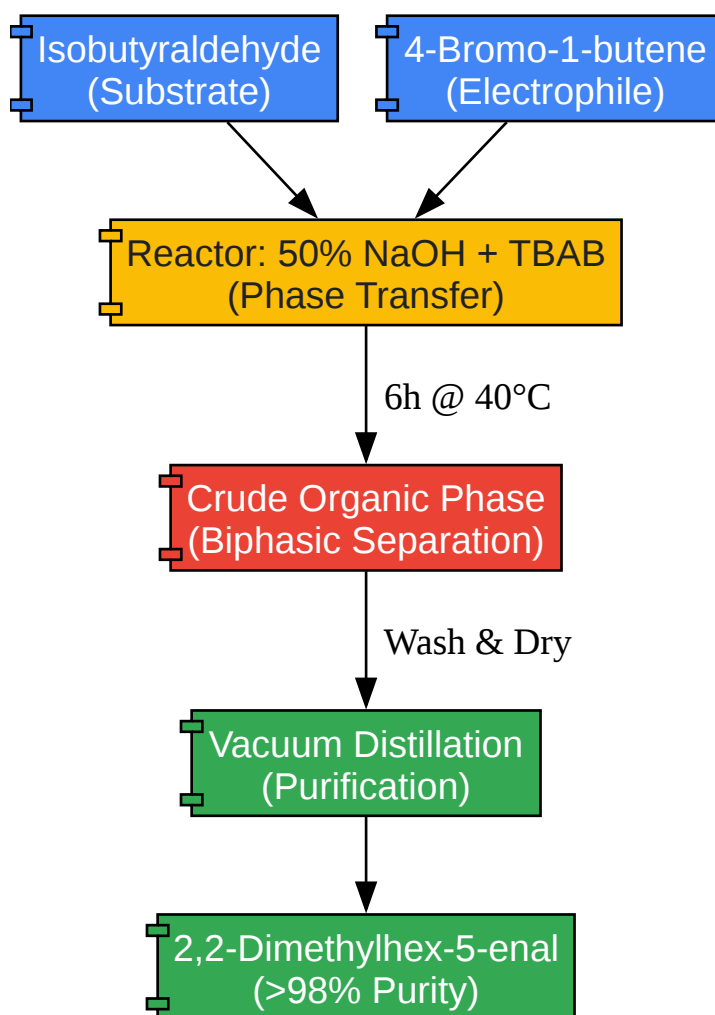 Isobutyraldehyde
(Substrate)
4-Bromo-1-butene
(Electrophile)
Reactor: 50% NaOH + TBAB
(Phase Transfer)
6h @ 40°C
Crude Organic Phase
(Biphasic Separation)
Wash & Dry
Vacuum Distillation
(Purification)
2,2-Dimethylhex-5-enal
(>98% Purity)